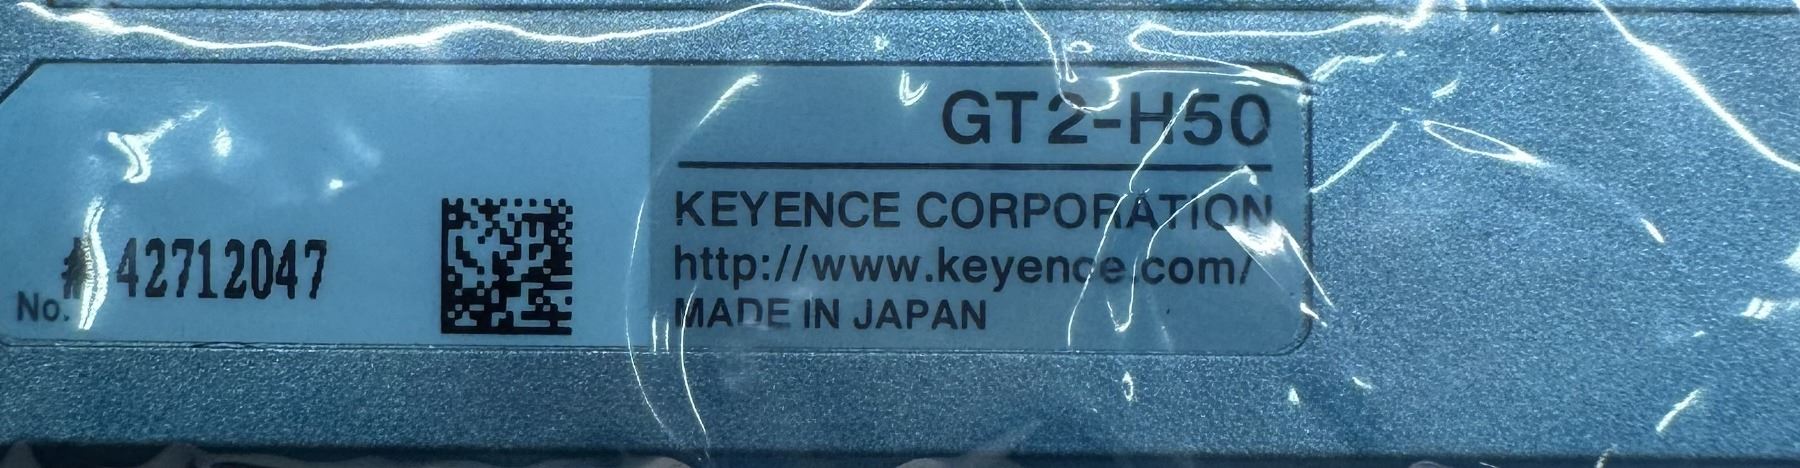 GT2-H50
KEYENCE CORPORATION
http://www.keyence.com/
MADE IN JAPAN
42712047
No.